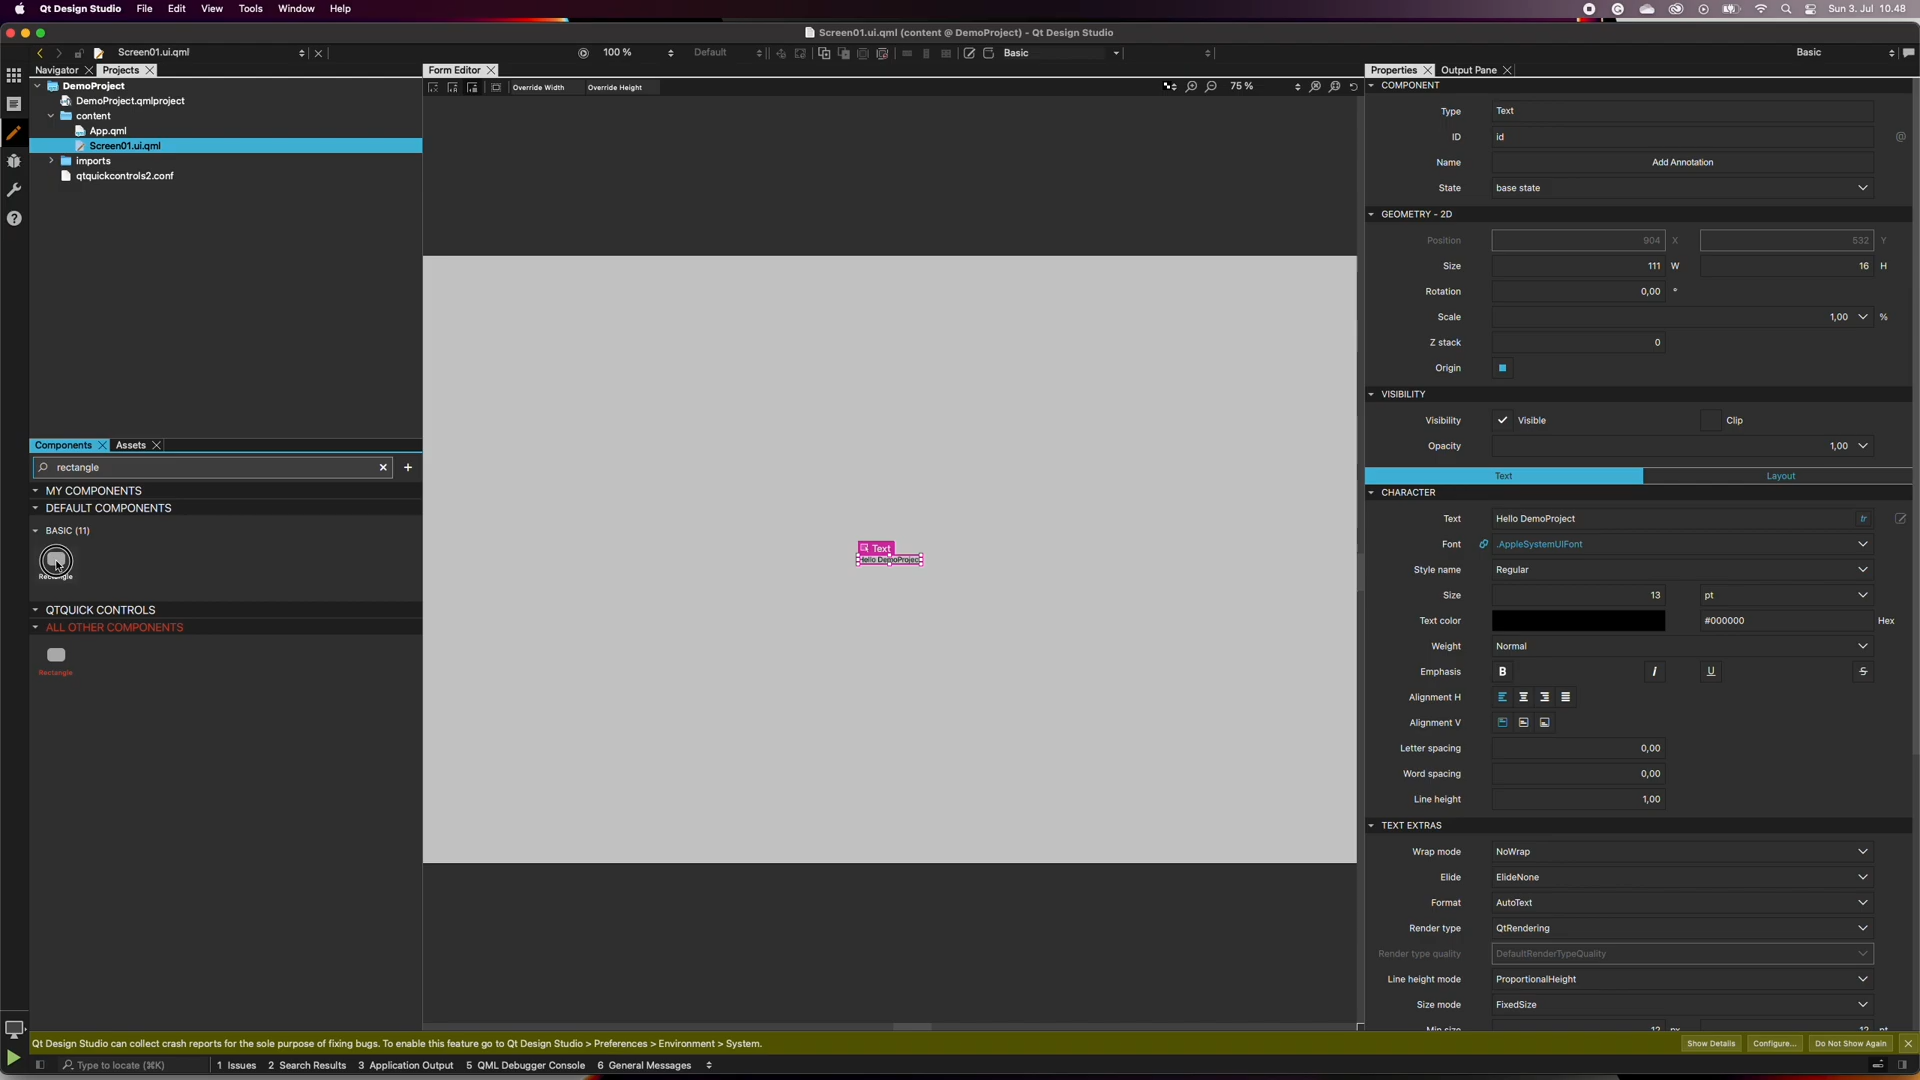 Qt Design Studio File Edit View Tools Window Help Sun 3. Jul 10.48
Screen01.ui.qml (content @ DemoProject) - Qt Design Studio
Screen01.ui.qml 100 % Default Basic Basic
Navigator Projects Form Editor Properties Output Pane
DemoProject
DemoProject.qmlproject
content
App.qml
Screen01.ui.qml
imports
qtquickcontrols2.conf
Components Assets
rectangle
MY COMPONENTS
DEFAULT COMPONENTS
BASIC (11)
Rectangle
QTQUICK CONTROLS
ALL OTHER COMPONENTS
Rectangle
Override Width Override Height 75 %
Text
Hello DemoProject
COMPONENT
Type Text
ID id @
Name Add Annotation
State base state
GEOMETRY - 2D
Position 904 X 532 Y
Size 111 W 16 H
Rotation 0,00 °
Scale 1,00 %
Z stack 0
Origin
VISIBILITY
Visibility Visible Clip
Opacity 1,00
Text Layout
CHARACTER
Text Hello DemoProject tr
Font .AppleSystemUIFont
Style name Regular
Size 13 pt
Text color #000000 Hex
Weight Normal
Emphasis B i U S
Alignment H
Alignment V
Letter spacing 0,00
Word spacing 0,00
Line height 1,00
TEXT EXTRAS
Wrap mode NoWrap
Elide ElideNone
Format AutoText
Render type QtRendering
Render type quality DefaultRenderTypeQuality
Line height mode ProportionalHeight
Size mode FixedSize
Min size 12 px 12 pt
Qt Design Studio can collect crash reports for the sole purpose of fixing bugs. To enable this feature go to Qt Design Studio > Preferences > Environment > System. Show Details Configure... Do Not Show Again
Type to locate (⌘K) 1 Issues 2 Search Results 3 Application Output 5 QML Debugger Console 6 General Messages